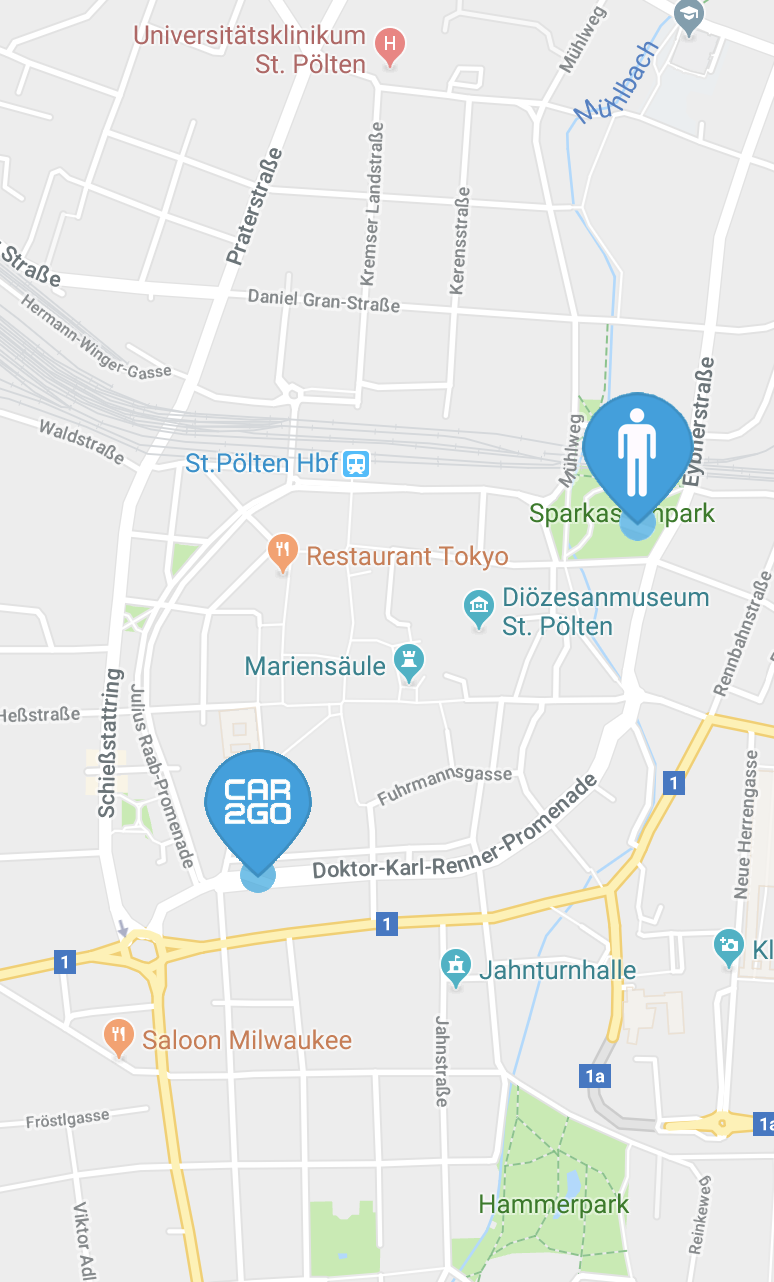 Universitätsklinikum
St. Pölten
Mühlweg
Mühlbach
Praterstraße
Kremser Landstraße
Kerensstraße
Straße
Daniel Gran-Straße
Hermann-Winger-Gasse
Eybnerstraße
Waldstraße
Mühlweg
St.Pölten Hbf
Restaurant Tokyo
Diözesanmuseum
St. Pölten
Rennbahnstraße
Mariensäule
Heßstraße
Schießstattring
Julius Raab-Promenade
CAR
2GO
Fuhrmannsgasse
1
Doktor-Karl-Renner-Promenade
Neue Herrengasse
1
1
Jahnturnhalle
Saloon Milwaukee
Jahnstraße
1a
Fröstlgasse
Hammerpark
Reinkeweg